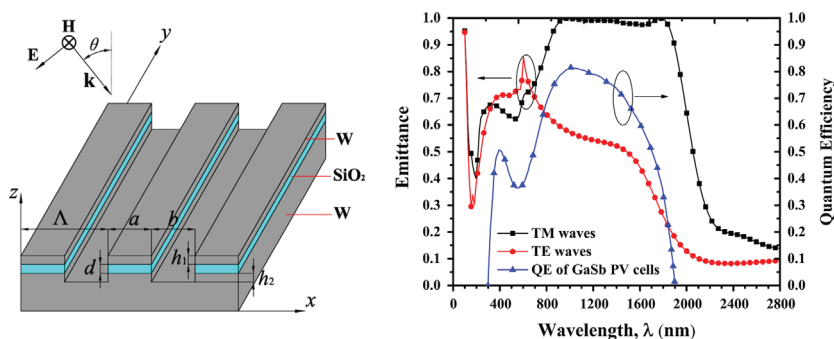 H
θ
E
k
y
W
SiO₂
W
z
Λ
a
b
d
h₁
h₂
x
1.0
0.9
0.8
0.7
0.6
0.5
0.4
0.3
0.2
0.1
0.0
Emittance
TM waves
TE waves
QE of GaSb PV cells
0 400 800 1200 1600 2000 2400 2800
Wavelength, λ (nm)
1.0
0.9
0.8
0.7
0.6
0.5
0.4
0.3
0.2
0.1
0.0
Quantum Efficiency